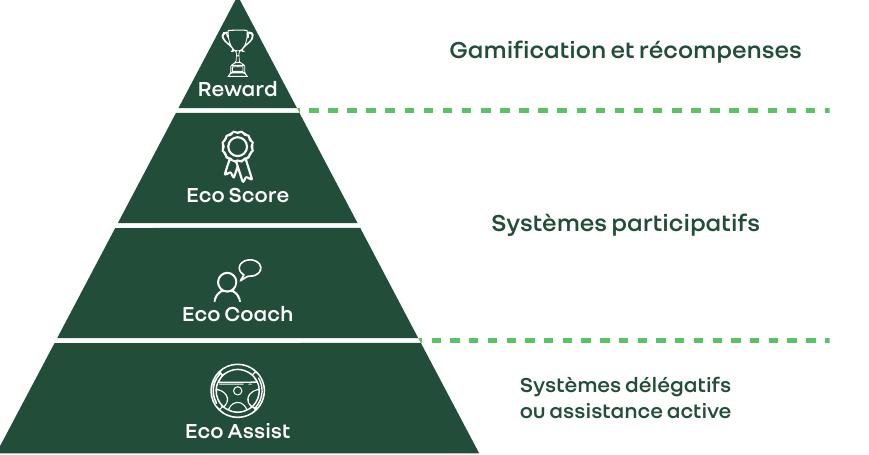 Gamification et récompenses
Reward
Eco Score
Systèmes participatifs
Eco Coach
Systèmes délégatifs
ou assistance active
Eco Assist